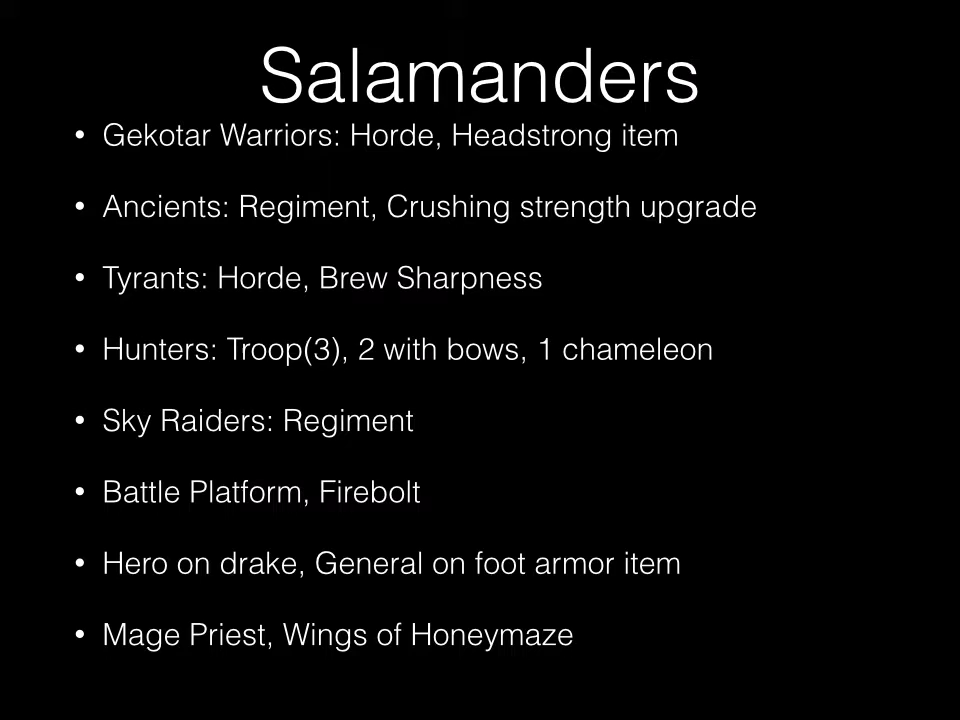 Salamanders
• Gekotar Warriors: Horde, Headstrong item
• Ancients: Regiment, Crushing strength upgrade
• Tyrants: Horde, Brew Sharpness
• Hunters: Troop(3), 2 with bows, 1 chameleon
• Sky Raiders: Regiment
• Battle Platform, Firebolt
• Hero on drake, General on foot armor item
• Mage Priest, Wings of Honeymaze